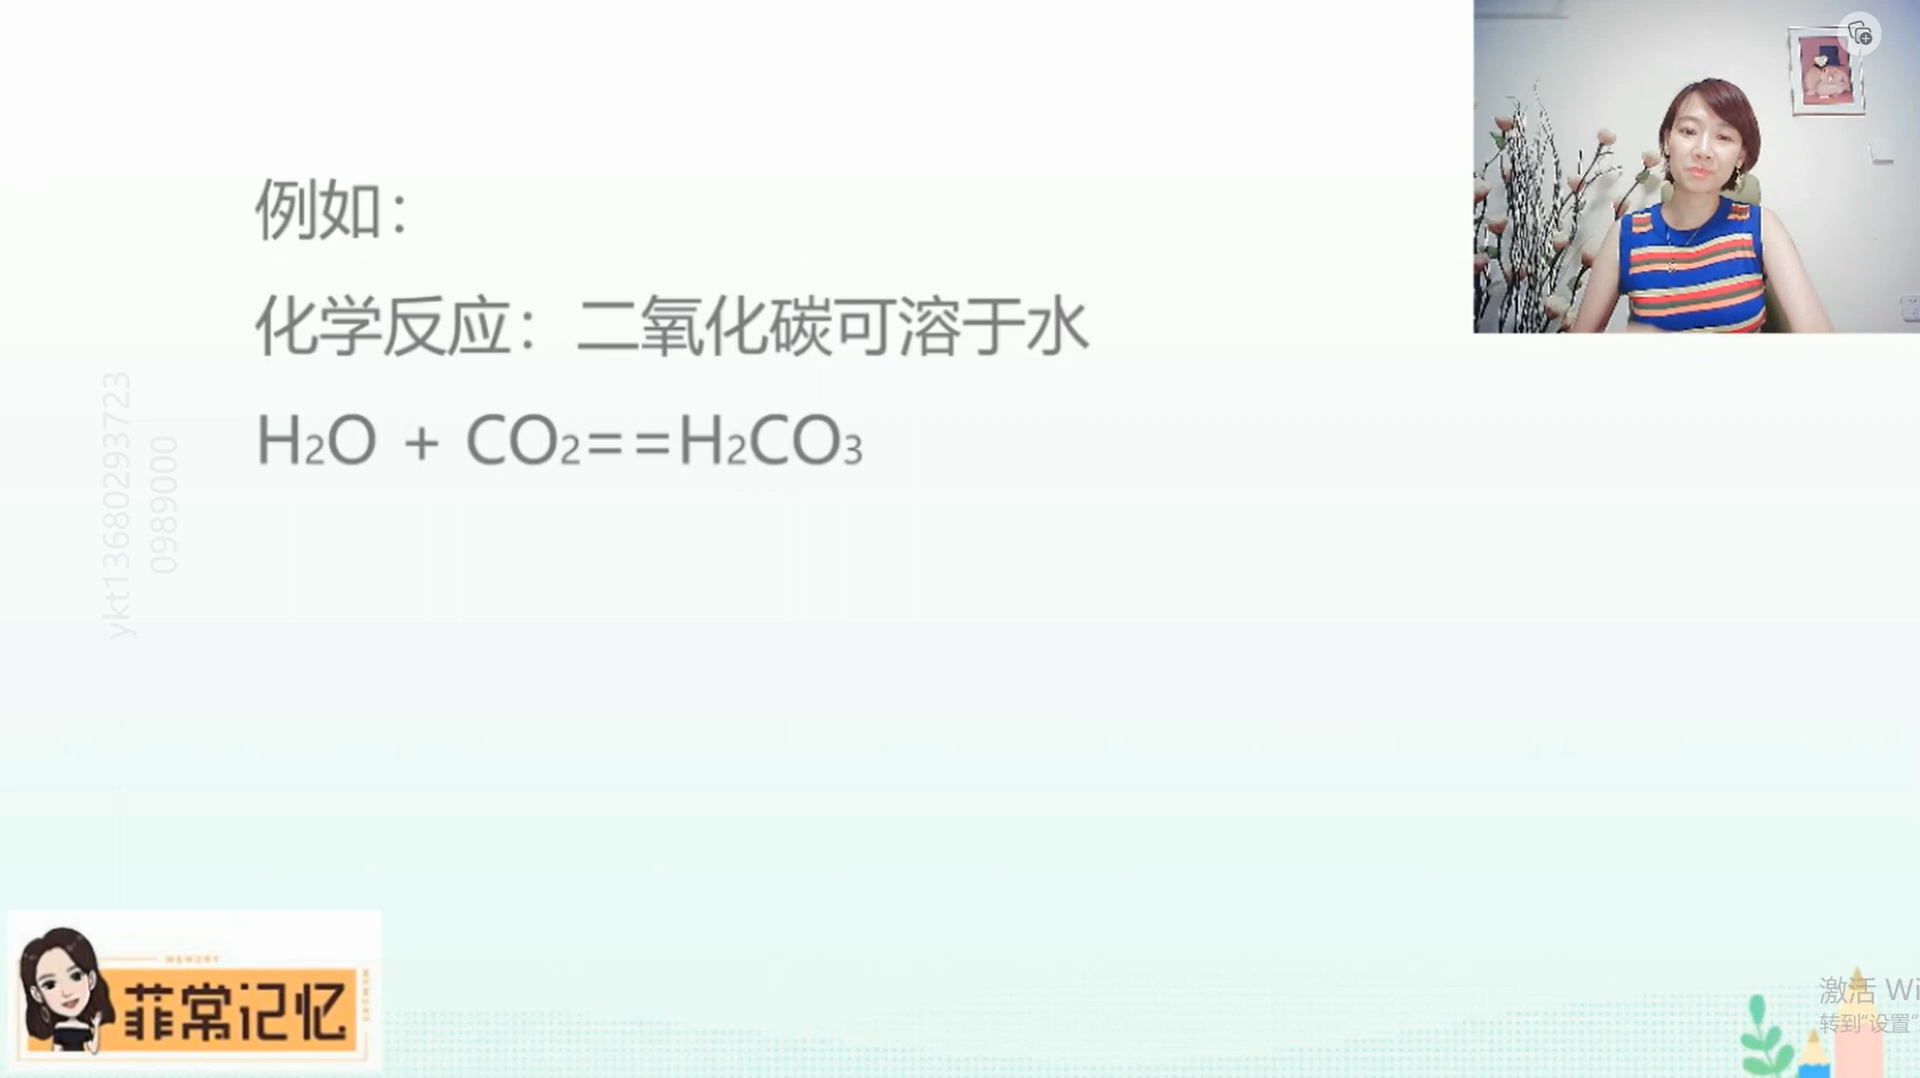 例如：
化学反应：二氧化碳可溶于水
H₂O + CO₂==H₂CO₃
ykt13680293723
0989000
MEMORY
菲常记忆
激活 Wi
转到“设置”